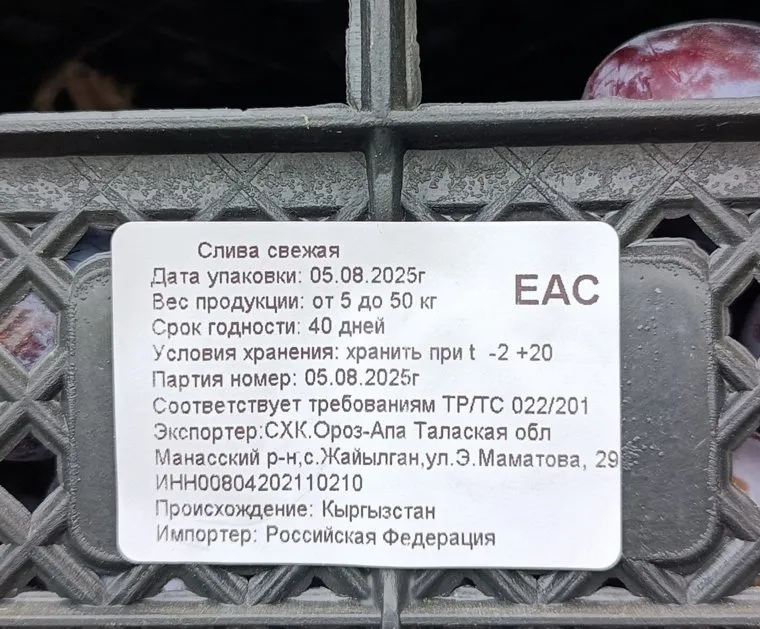 Слива свежая
Дата упаковки: 05.08.2025г
ЕАС
Вес продукции: от 5 до 50 кг
Срок годности: 40 дней
Условия хранения: хранить при t -2 +20
Партия номер: 05.08.2025г
Соответствует требованиям ТР/ТС 022/201
Экспортер:СХК.Ороз-Апа Талаская обл
Манасский р-н,с.Жайылган,ул.Э.Маматова, 29
ИНН00804202110210
Происхождение: Кыргызстан
Импортер: Российская Федерация